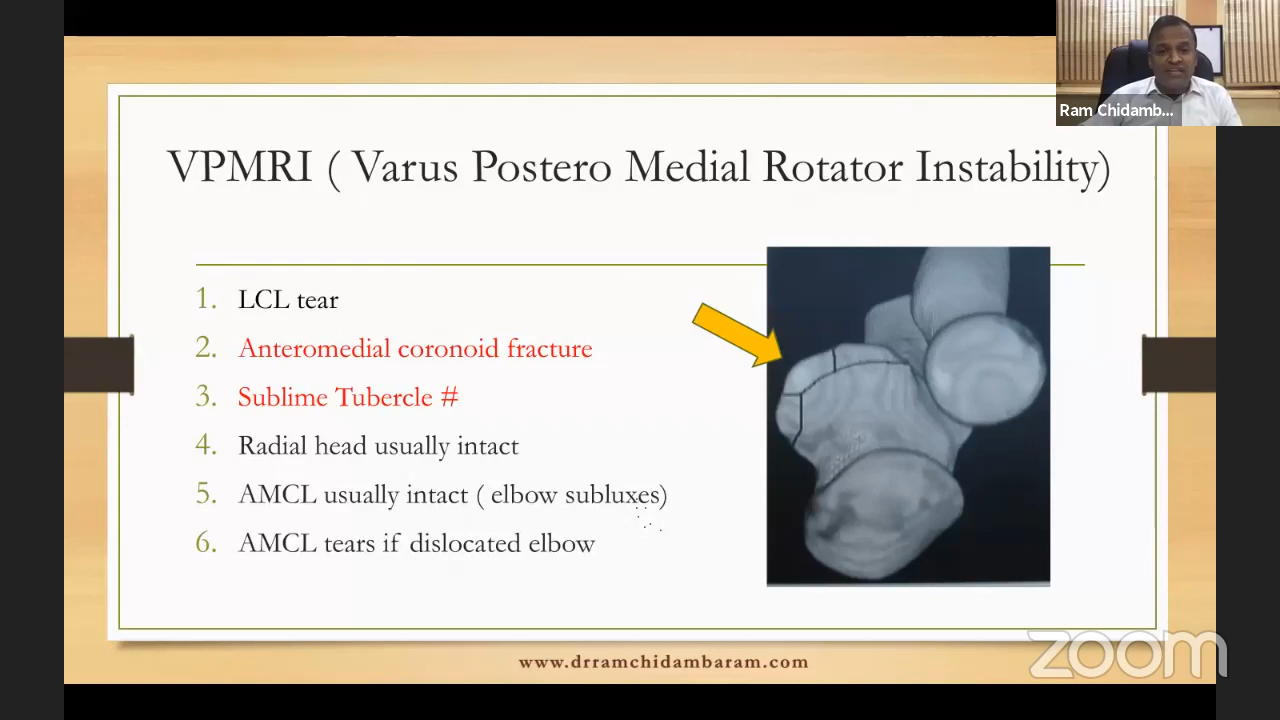 Ram Chidamb...
VPMRI ( Varus Postero Medial Rotator Instability)
1. LCL tear
2. Anteromedial coronoid fracture
3. Sublime Tubercle #
4. Radial head usually intact
5. AMCL usually intact ( elbow subluxes)
6. AMCL tears if dislocated elbow
www.drramchidambaram.com
zoom